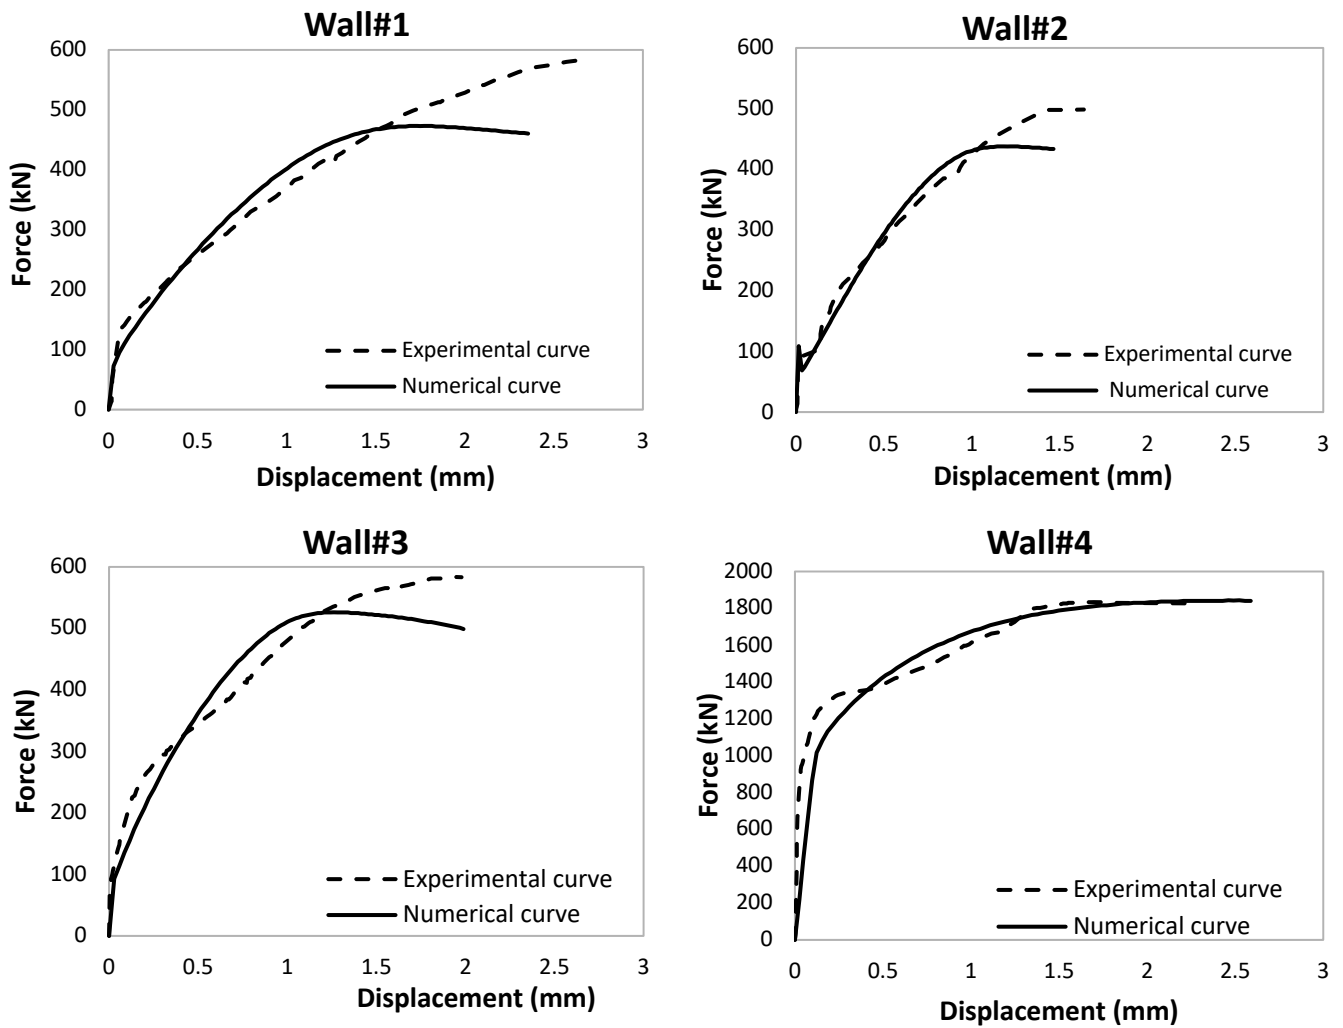 Wall#1
600
500
400
300
200
100
0
Force (kN)
Experimental curve
Numerical curve
0 0.5 1 1.5 2 2.5 3
Displacement (mm)
Wall#2
600
500
400
300
200
100
0
Force (kN)
Experimental curve
Numerical curve
0 0.5 1 1.5 2 2.5 3
Displacement (mm)
Wall#3
600
500
400
300
200
100
0
Force (kN)
Experimental curve
Numerical curve
0 0.5 1 1.5 2 2.5 3
Displacement (mm)
Wall#4
2000
1800
1600
1400
1200
1000
800
600
400
200
0
Force (kN)
Experimental curve
Numerical curve
0 0.5 1 1.5 2 2.5 3
Displacement (mm)